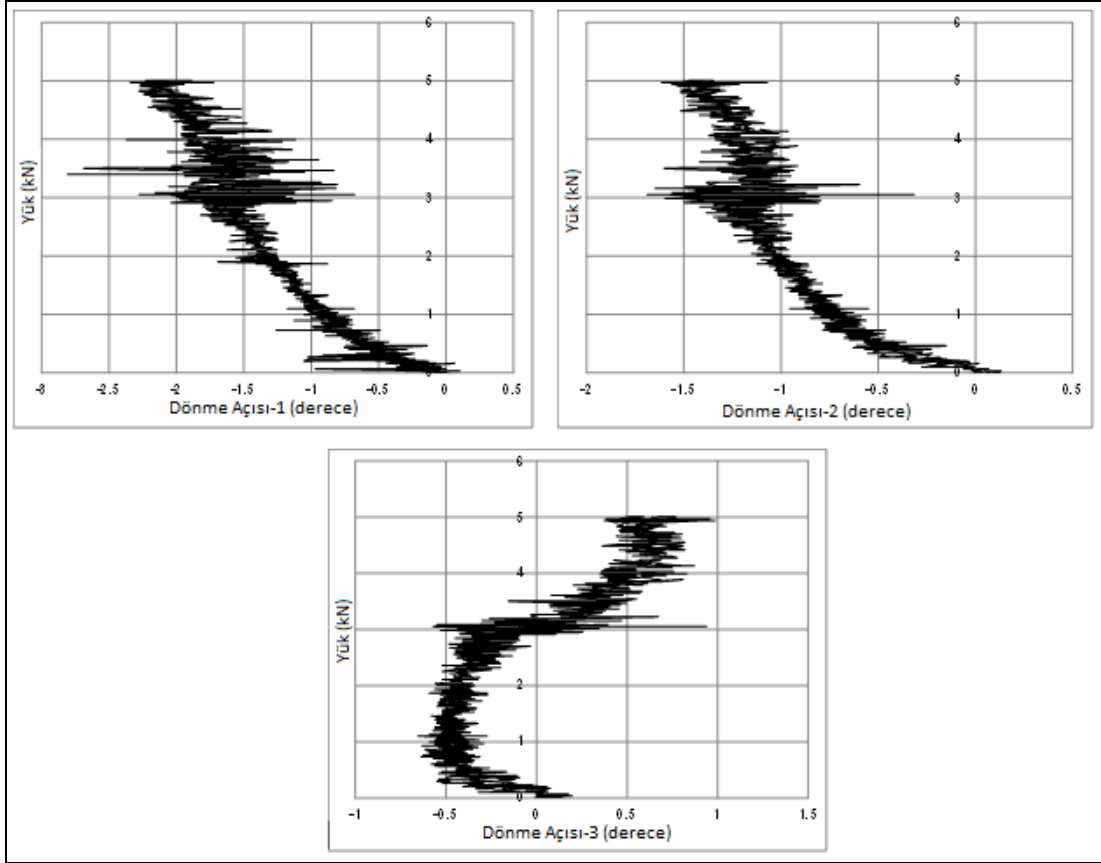 6
5
4
3
2
1
0
Yük (kN)
-3 -2.5 -2 -1.5 -1 -0.5 0 0.5
Dönme Açısı-1 (derece)
6
5
4
3
2
1
0
Yük (kN)
-2 -1.5 -1 -0.5 0 0.5
Dönme Açısı-2 (derece)
6
5
4
3
2
1
0
Yük (kN)
-1 -0.5 0 0.5 1 1.5
Dönme Açısı-3 (derece)